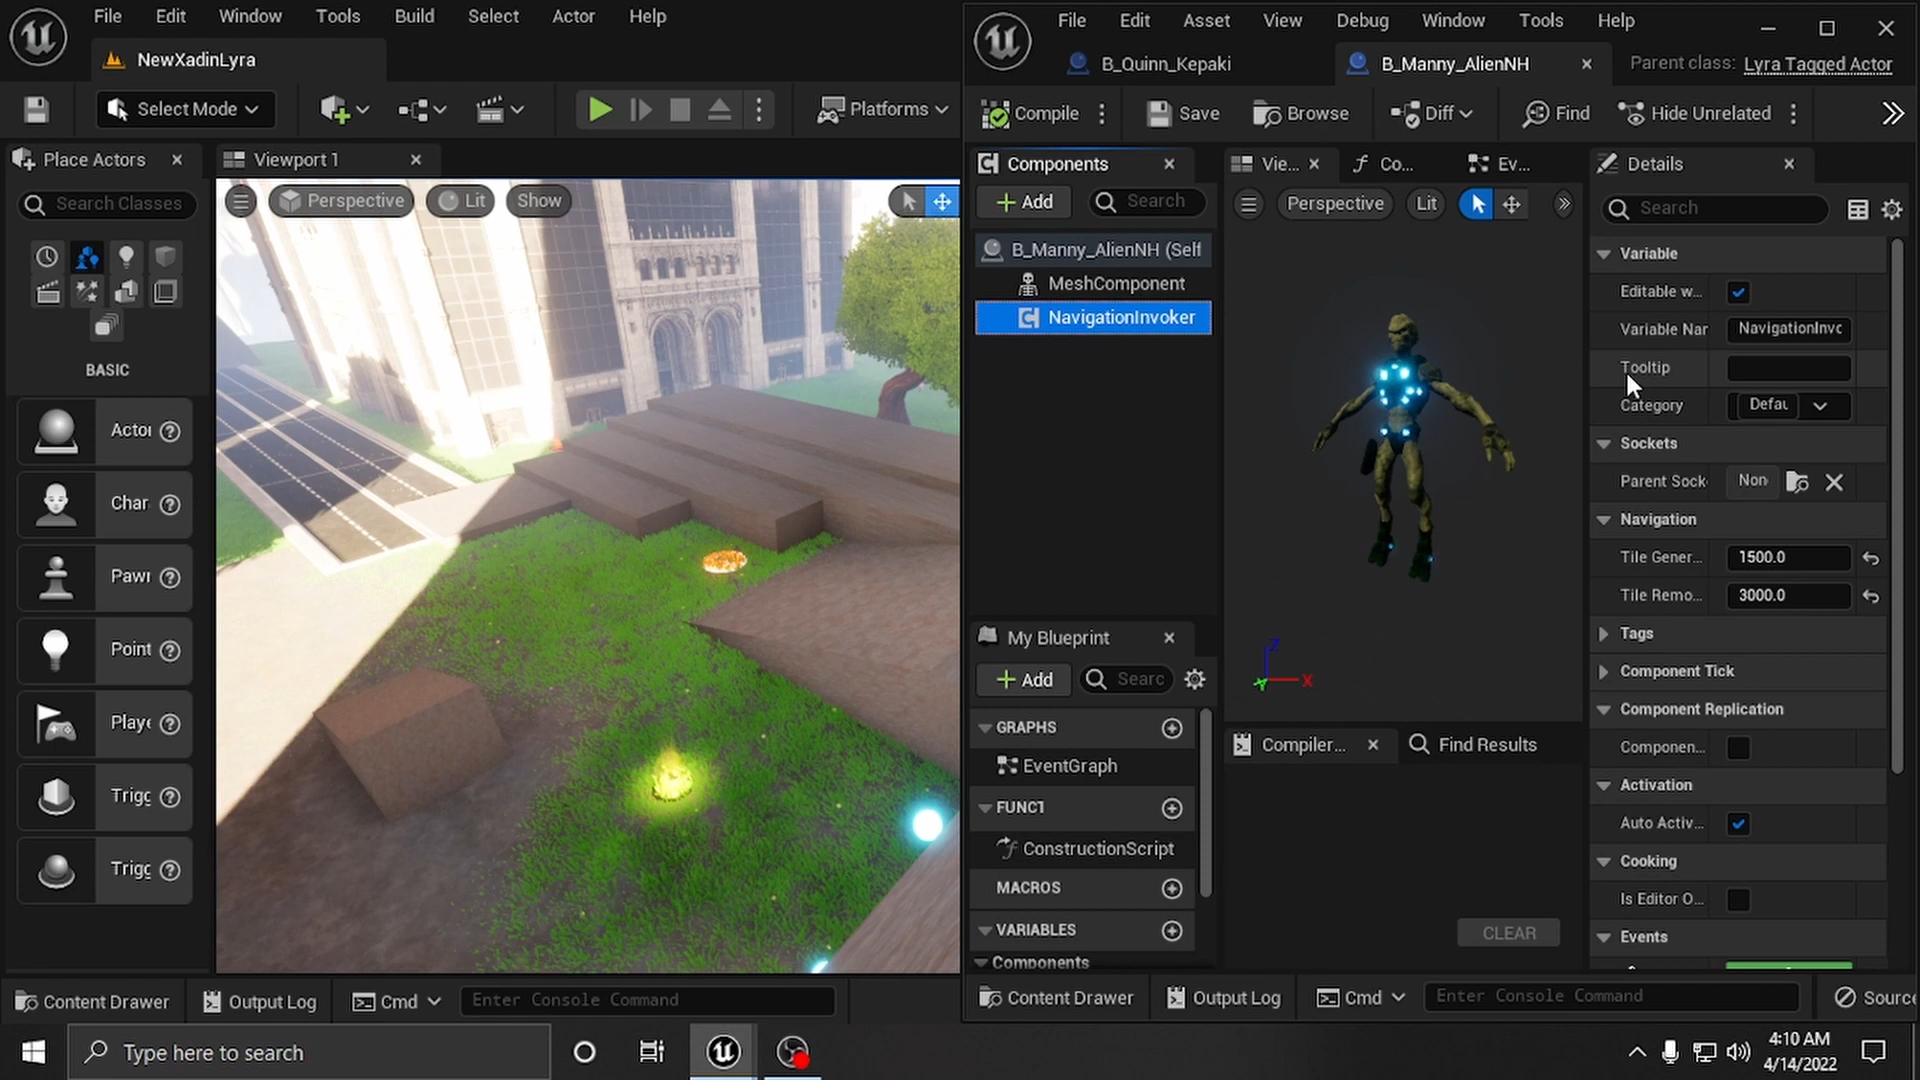 File Edit Window Tools Build Select Actor Help
NewXadinLyra
Select Mode
Platforms
Place Actors
Search Classes
BASIC
Actor
Char
Pawr
Point
Playe
Trigg
Trigg
Viewport 1
Perspective Lit Show
Content Drawer Output Log Cmd Enter Console Command
File Edit Asset View Debug Window Tools Help
B_Quinn_Kepaki B_Manny_AlienNH Parent class: Lyra Tagged Actor
Compile Save Browse Diff Find Hide Unrelated
Components
Add Search
B_Manny_AlienNH (Self
MeshComponent
NavigationInvoker
My Blueprint
Add Searc
GRAPHS
EventGraph
FUNCT
ConstructionScript
MACROS
VARIABLES
Components
Vie... Co... Ev...
Perspective Lit
Z
X
Y
Compiler... Find Results
CLEAR
Details
Search
Variable
Editable w...
Variable Nar NavigationInvc
Tooltip
Category Defau
Sockets
Parent Sock Non
Navigation
Tile Gener... 1500.0
Tile Remo... 3000.0
Tags
Component Tick
Component Replication
Componen...
Activation
Auto Activ...
Cooking
Is Editor O...
Events
Content Drawer Output Log Cmd Enter Console Command Source
Type here to search
4:10 AM
4/14/2022